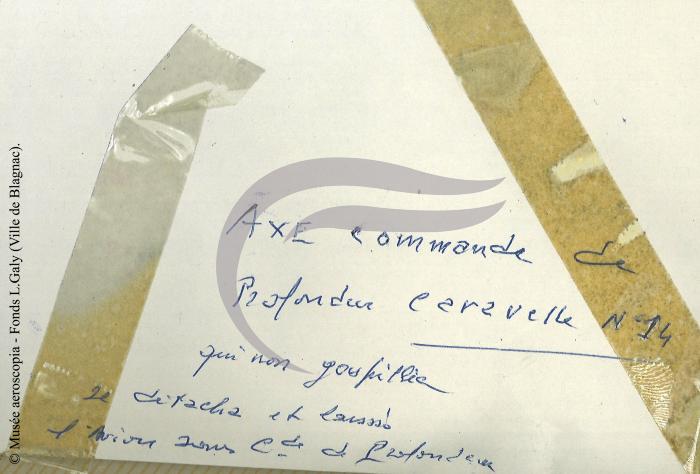 AXE commande de
Profondeur Caravelle N°14
qui non goupillée
se détacha et laissa
l'Avion sans Cde de Profondeur
© Musée aeroscopia - Fonds L.Galy (Ville de Blagnac).